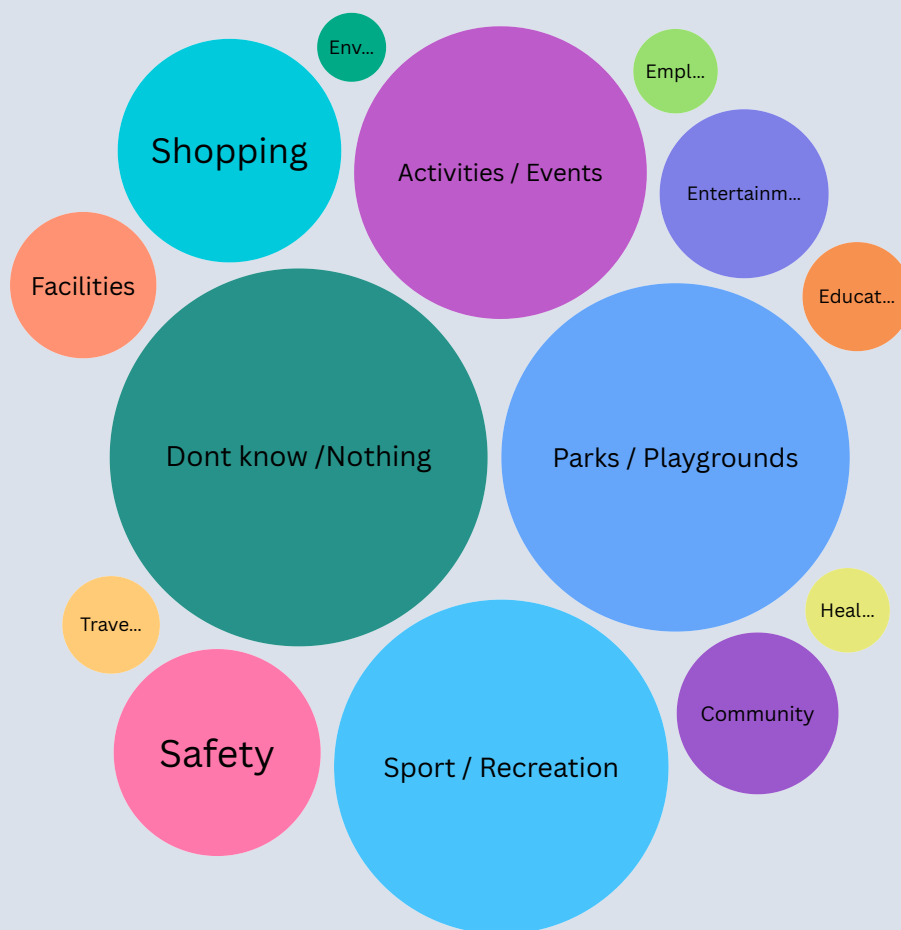 Env...
Empl...
Shopping
Activities / Events
Entertainm...
Facilities
Educat...
Dont know /Nothing
Parks / Playgrounds
Trave...
Heal...
Safety
Community
Sport / Recreation